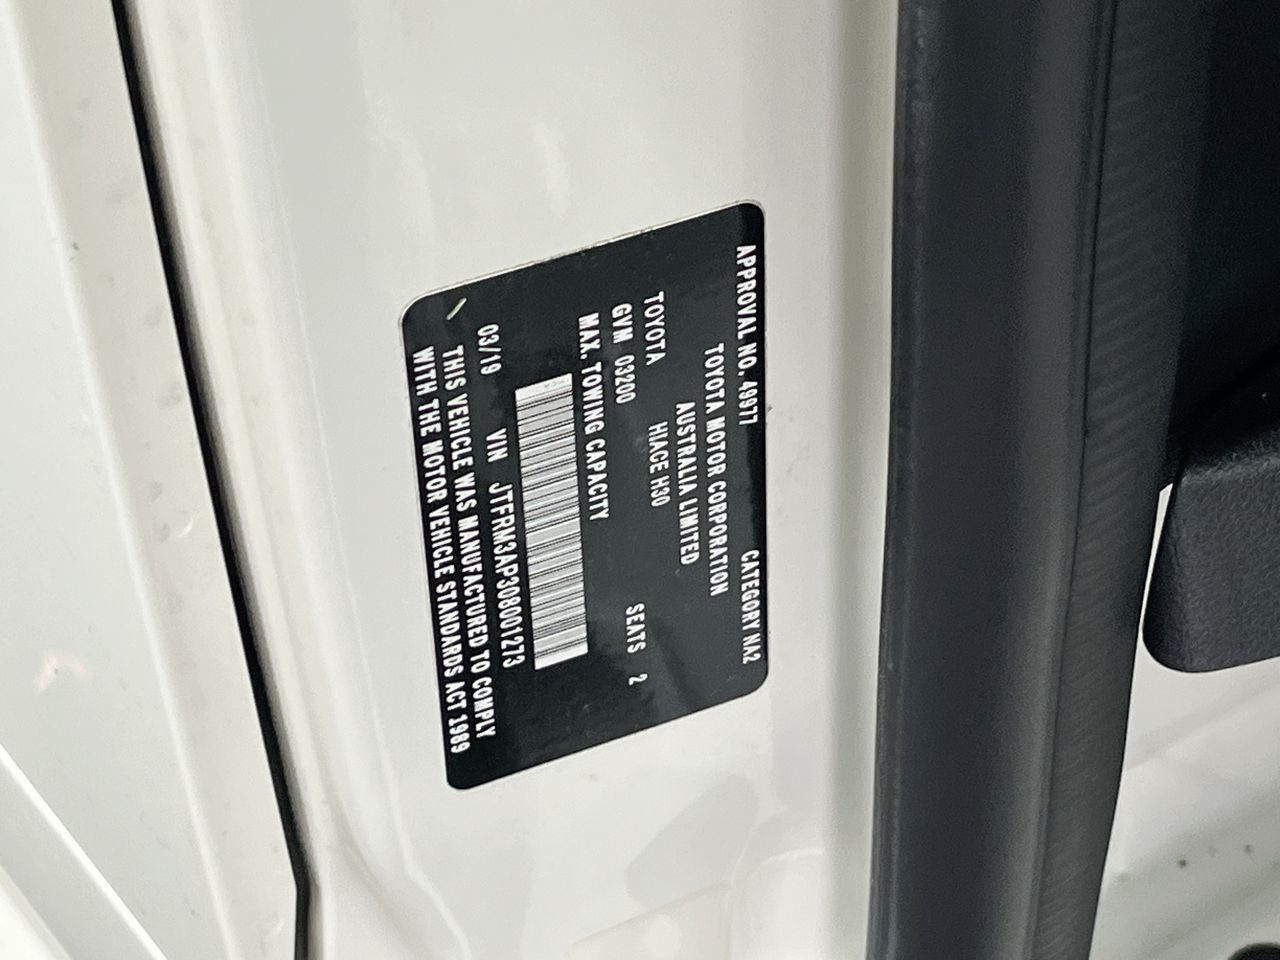 APPROVAL NO. 49977 CATEGORY NA2
TOYOTA MOTOR CORPORATION
AUSTRALIA LIMITED
TOYOTA HIACE H30
GVM 03200 SEATS 2
MAX. TOWING CAPACITY
03/19 VIN JTFRM3AP308001273
THIS VEHICLE WAS MANUFACTURED TO COMPLY
WITH THE MOTOR VEHICLE STANDARDS ACT 1989